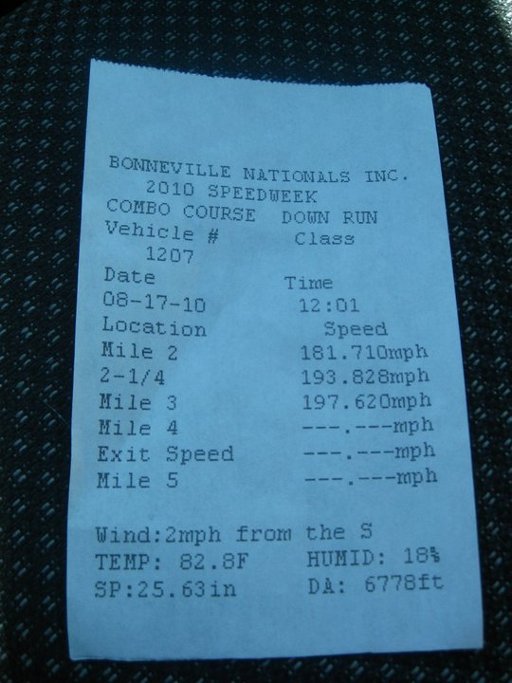 BONNEVILLE NATIONALS INC.
2010 SPEEDWEEK
COMBO COURSE DOWN RUN
Vehicle # Class
1207
Date Time
08-17-10 12:01
Location Speed
Mile 2 181.710mph
2-1/4 193.828mph
Mile 3 197.620mph
Mile 4 ---.---mph
Exit Speed ---.---mph
Mile 5 ---.---mph
Wind:2mph from the S
TEMP: 82.8F HUMID: 18%
SP:25.63in DA: 6778ft